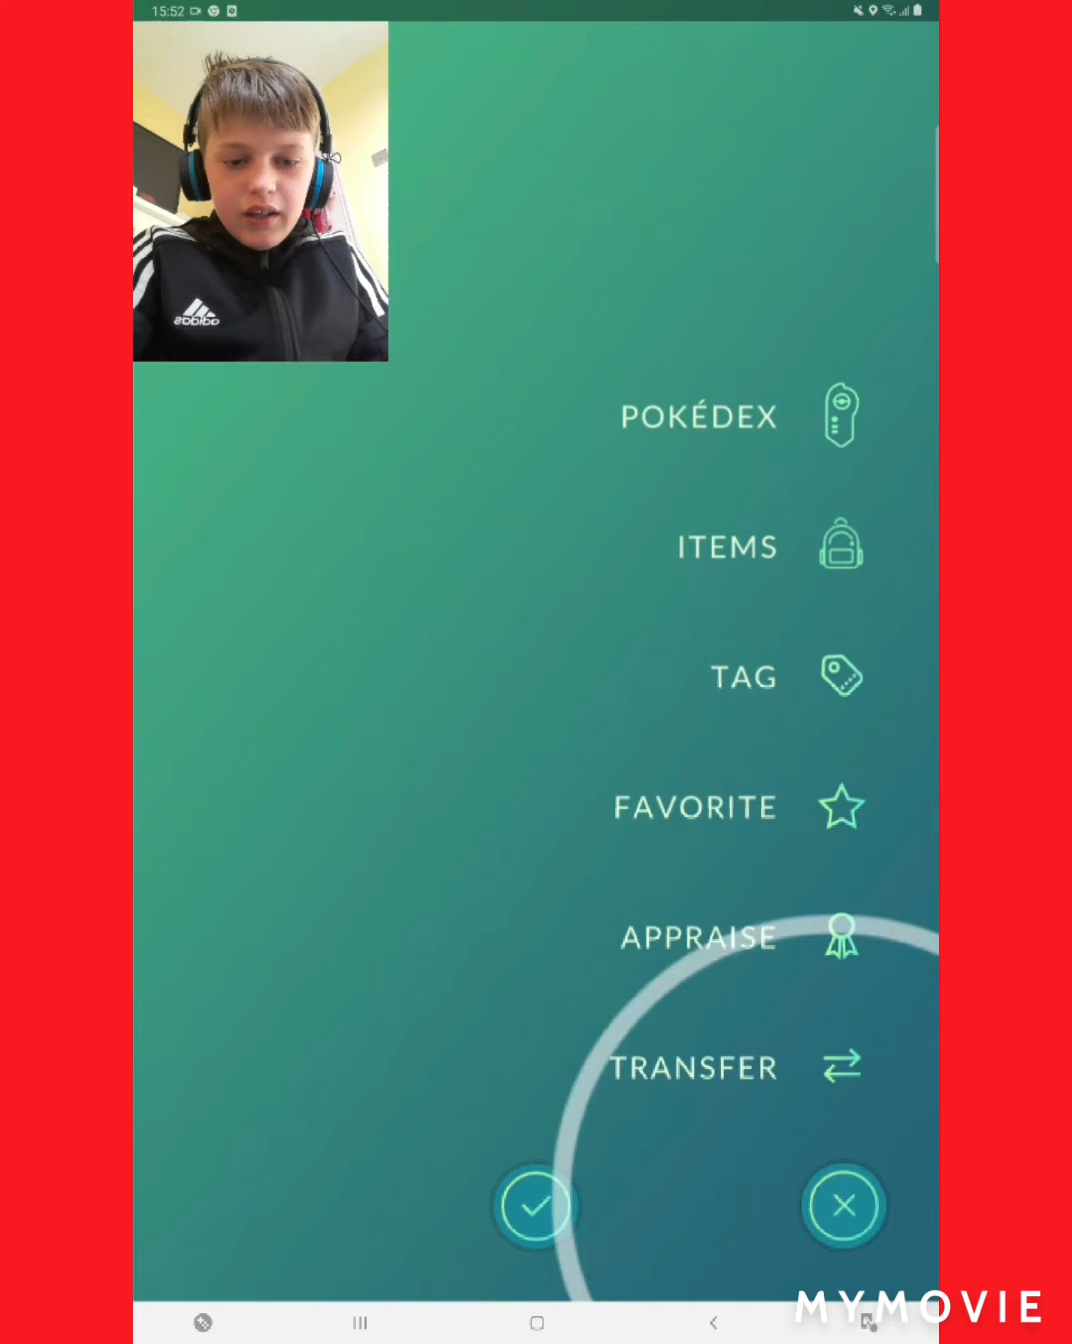 15:52
adidas
POKÉDEX
ITEMS
TAG
FAVORITE
APPRAISE
TRANSFER
MYMOVIE